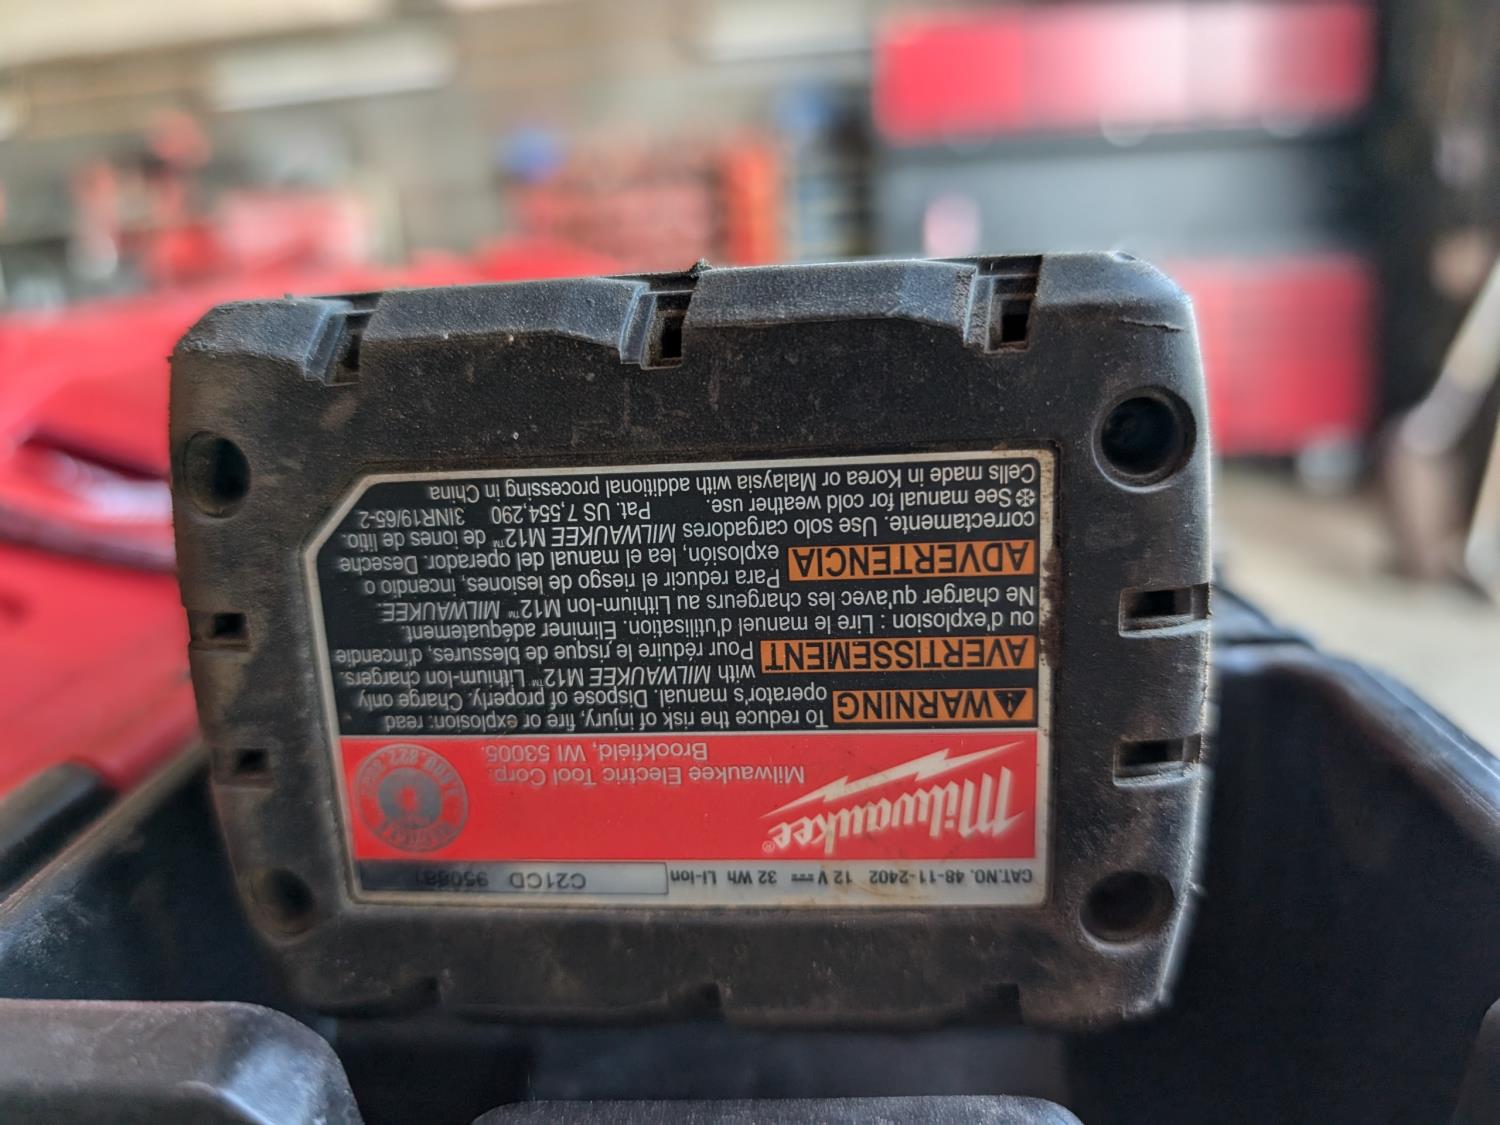 CAT.NO. 48-11-2402 12 V 32 Wh Li-Ion C21CD
Milwaukee®
Milwaukee Electric Tool Corp.
Brookfield, WI 53005.
WARNING To reduce the risk of injury, fire or explosion: read
operator's manual. Dispose of properly. Charge only
with MILWAUKEE M12™ Lithium-Ion chargers.
AVERTISSEMENT Pour réduire le risque de blessures, d'incendie
ou d'explosion : Lire le manuel d'utilisation. Éliminer adéquatement.
Ne charger qu'avec les chargeurs au Lithium-Ion M12™ MILWAUKEE.
ADVERTENCIA Para reducir el riesgo de lesiones, incendio o
explosión, lea el manual del operador. Deseche
correctamente. Use solo cargadores MILWAUKEE M12™ de iones de litio.
See manual for cold weather use. Pat. US 7,554,290 3INR19/65-2
Cells made in Korea or Malaysia with additional processing in China